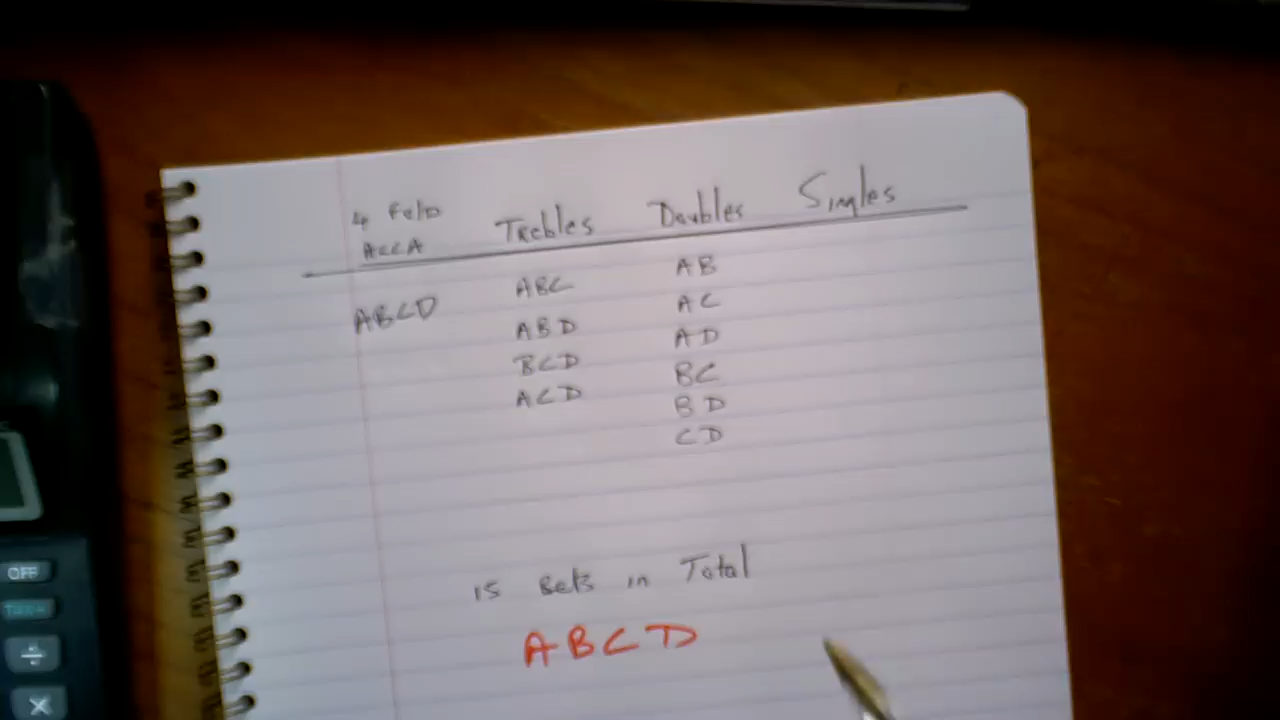 4 Fold
ACCA Trebles Doubles Singles
ABCD ABC AB
ABD AC
BCD AD
ACD BC
BD
CD
15 Bets in Total
ABCD
OFF
÷
X